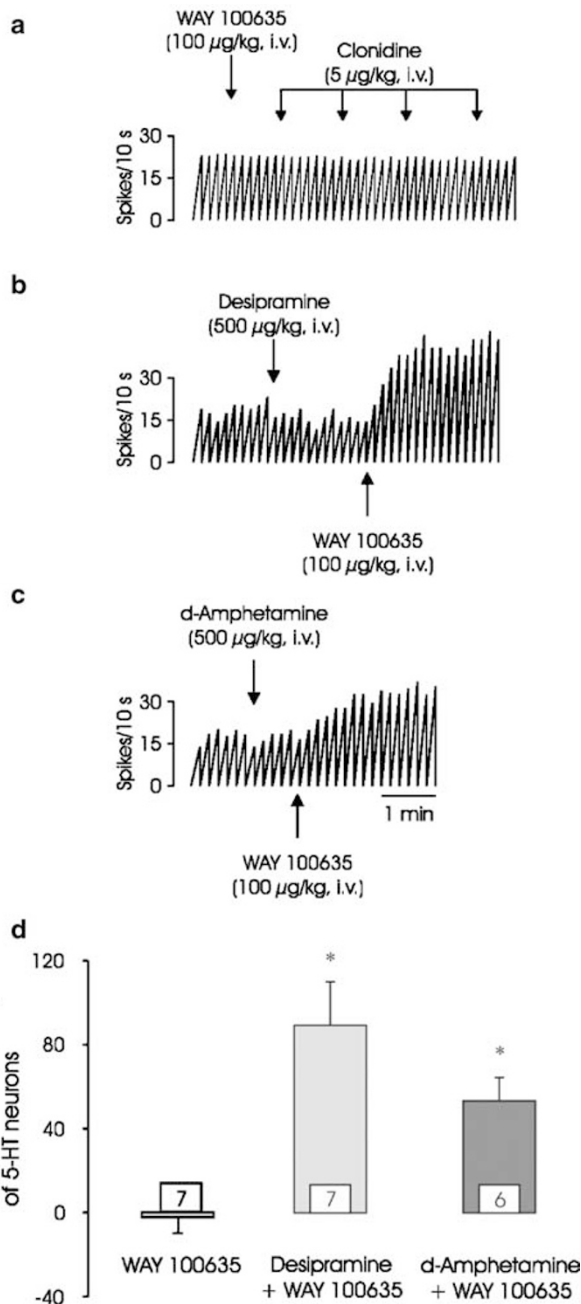 a
WAY 100635
(100 µg/kg, i.v.)
Clonidine
(5 µg/kg, i.v.)
30
15
0
Spikes/10 s
b
Desipramine
(500 µg/kg, i.v.)
30
15
0
Spikes/10 s
WAY 100635
(100 µg/kg, i.v.)
c
d-Amphetamine
(500 µg/kg, i.v.)
30
15
0
Spikes/10 s
1 min
WAY 100635
(100 µg/kg, i.v.)
d
120
80
40
0
-40
of 5-HT neurons
*
*
7
7
6
WAY 100635
Desipramine
+ WAY 100635
d-Amphetamine
+ WAY 100635